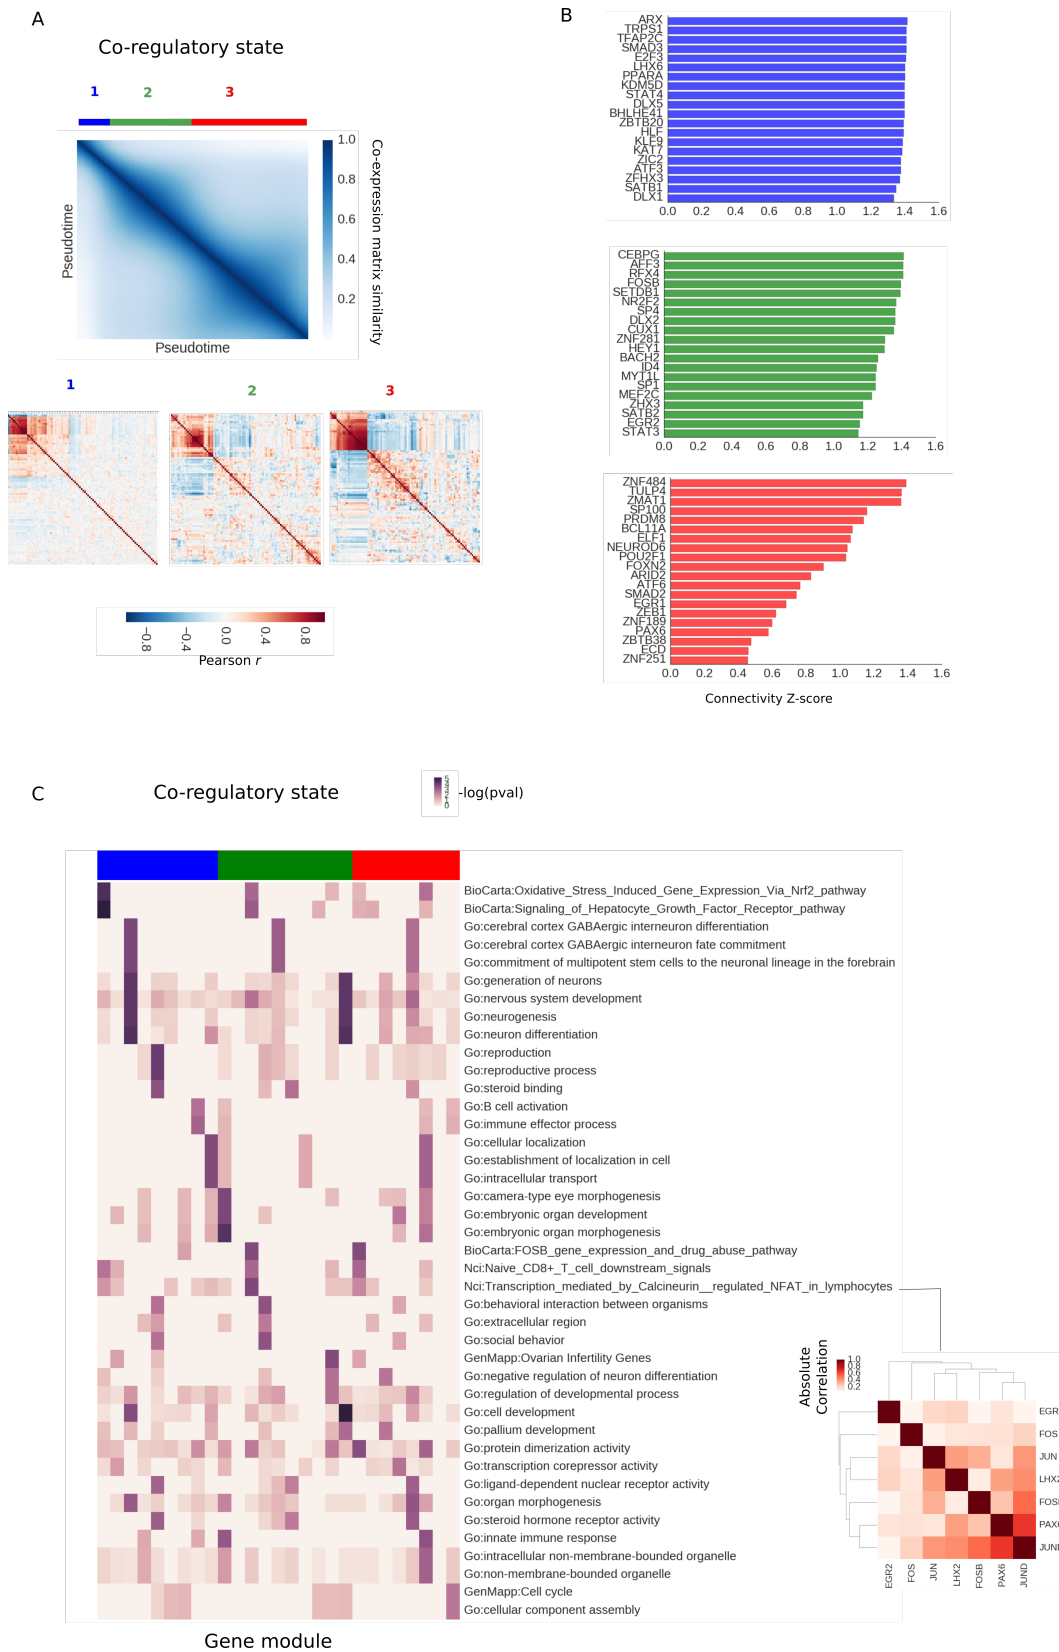 A
Co-regulatory state
1
2
3
1.0
0.8
0.6
0.4
0.2
Co-expression matrix similarity
Pseudotime
Pseudotime
1
2
3
-0.8
-0.4
0.0
0.4
0.8
Pearson r
B
ARX
TRPS1
TFAP2C
SMAD3
E2F3
LHX6
PPARA
KDM5D
STAT4
DLX5
BHLHE41
ZBTB20
HLF
KLF9
KAT7
ZIC2
ATF3
ZFHX3
SATB1
DLX1
0.0 0.2 0.4 0.6 0.8 1.0 1.2 1.4 1.6
CEBPG
AFF3
RFX4
FOSB
SETDB1
NR2F2
SP4
DLX2
CUX1
ZNF281
HEY1
BACH2
ID4
MYT1L
SP1
MEF2C
ZHX3
SATB2
EGR2
STAT3
0.0 0.2 0.4 0.6 0.8 1.0 1.2 1.4 1.6
ZNF484
TULP4
ZMAT1
SP100
PRDM8
BCL11A
ELF1
NEUROD6
POU2F1
FOXN2
ARID2
ATF6
SMAD2
EGR1
ZEB1
ZNF189
PAX6
ZBTB38
ECD
ZNF251
0.0 0.2 0.4 0.6 0.8 1.0 1.2 1.4 1.6
Connectivity Z-score
C
Co-regulatory state
-log(pval)
BioCarta:Oxidative_Stress_Induced_Gene_Expression_Via_Nrf2_pathway
BioCarta:Signaling_of_Hepatocyte_Growth_Factor_Receptor_pathway
Go:cerebral cortex GABAergic interneuron differentiation
Go:cerebral cortex GABAergic interneuron fate commitment
Go:commitment of multipotent stem cells to the neuronal lineage in the forebrain
Go:generation of neurons
Go:nervous system development
Go:neurogenesis
Go:neuron differentiation
Go:reproduction
Go:reproductive process
Go:steroid binding
Go:B cell activation
Go:immune effector process
Go:cellular localization
Go:establishment of localization in cell
Go:intracellular transport
Go:camera-type eye morphogenesis
Go:embryonic organ development
Go:embryonic organ morphogenesis
BioCarta:FOSB_gene_expression_and_drug_abuse_pathway
Nci:Naive_CD8+_T_cell_downstream_signals
Nci:Transcription_mediated_by_Calcineurin__regulated_NFAT_in_lymphocytes
Go:behavioral interaction between organisms
Go:extracellular region
Go:social behavior
GenMapp:Ovarian Infertility Genes
Go:negative regulation of neuron differentiation
Go:regulation of developmental process
Go:cell development
Go:pallium development
Go:protein dimerization activity
Go:transcription corepressor activity
Go:ligand-dependent nuclear receptor activity
Go:organ morphogenesis
Go:steroid hormone receptor activity
Go:innate immune response
Go:intracellular non-membrane-bounded organelle
Go:non-membrane-bounded organelle
GenMapp:Cell cycle
Go:cellular component assembly
Gene module
Absolute
Correlation
1.0
0.8
0.6
0.4
0.2
EGR
FOS
JUN
LHX2
FOSB
PAX6
JUND
EGR2
FOS
JUN
LHX2
FOSB
PAX6
JUND